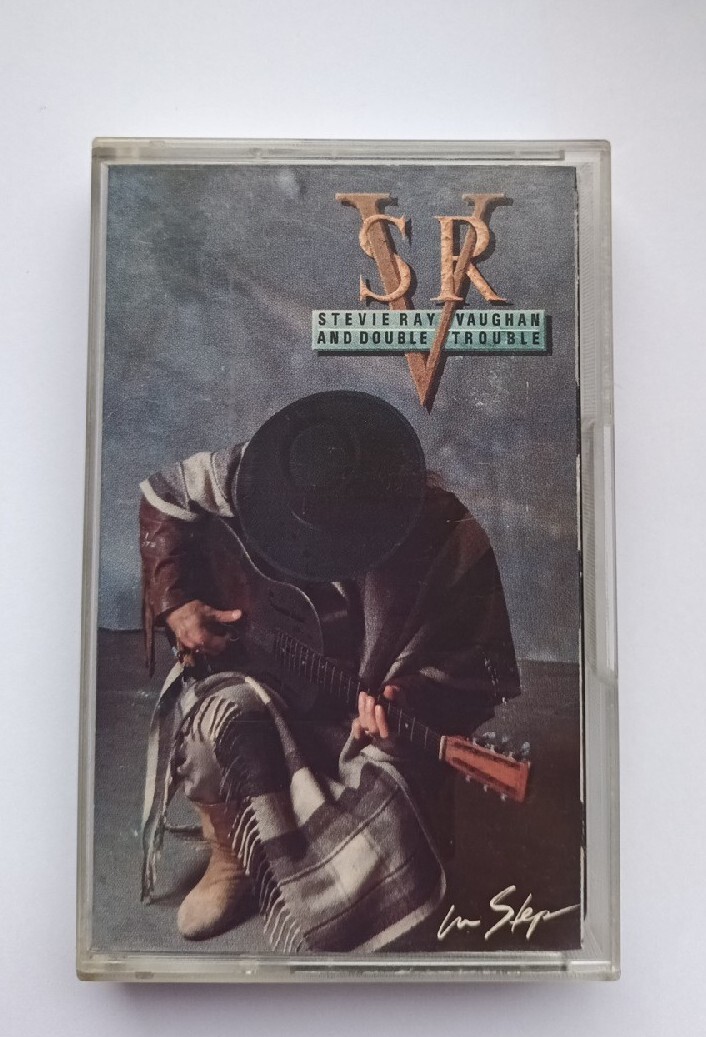 SRV
STEVIE RAY VAUGHAN
AND DOUBLE TROUBLE
In Step